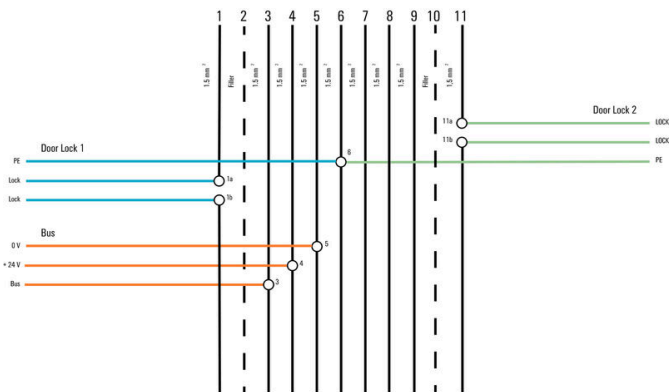 1 2 3 4 5 6 7 8 9 10 11
1.5 mm² Filler 1.5 mm² 1.5 mm² 1.5 mm² 1.5 mm² 1.5 mm² 1.5 mm² 1.5 mm² Filler 1,5 mm²
Door Lock 2
11a LOCK
Door Lock 1 11b LOCK
PE 6 PE
Lock 1a
Lock 1b
Bus
0 V 5
+ 24 V 4
Bus 3